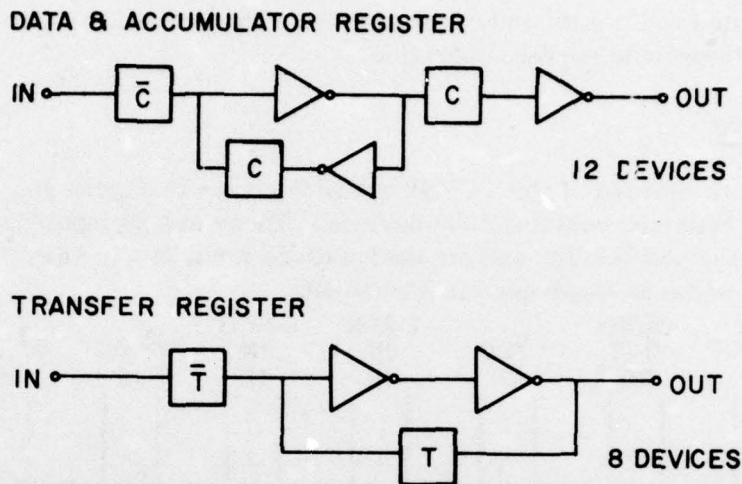 DATA & ACCUMULATOR REGISTER
IN C̅ C OUT
C
12 DEVICES
TRANSFER REGISTER
IN T̿ OUT
T
8 DEVICES